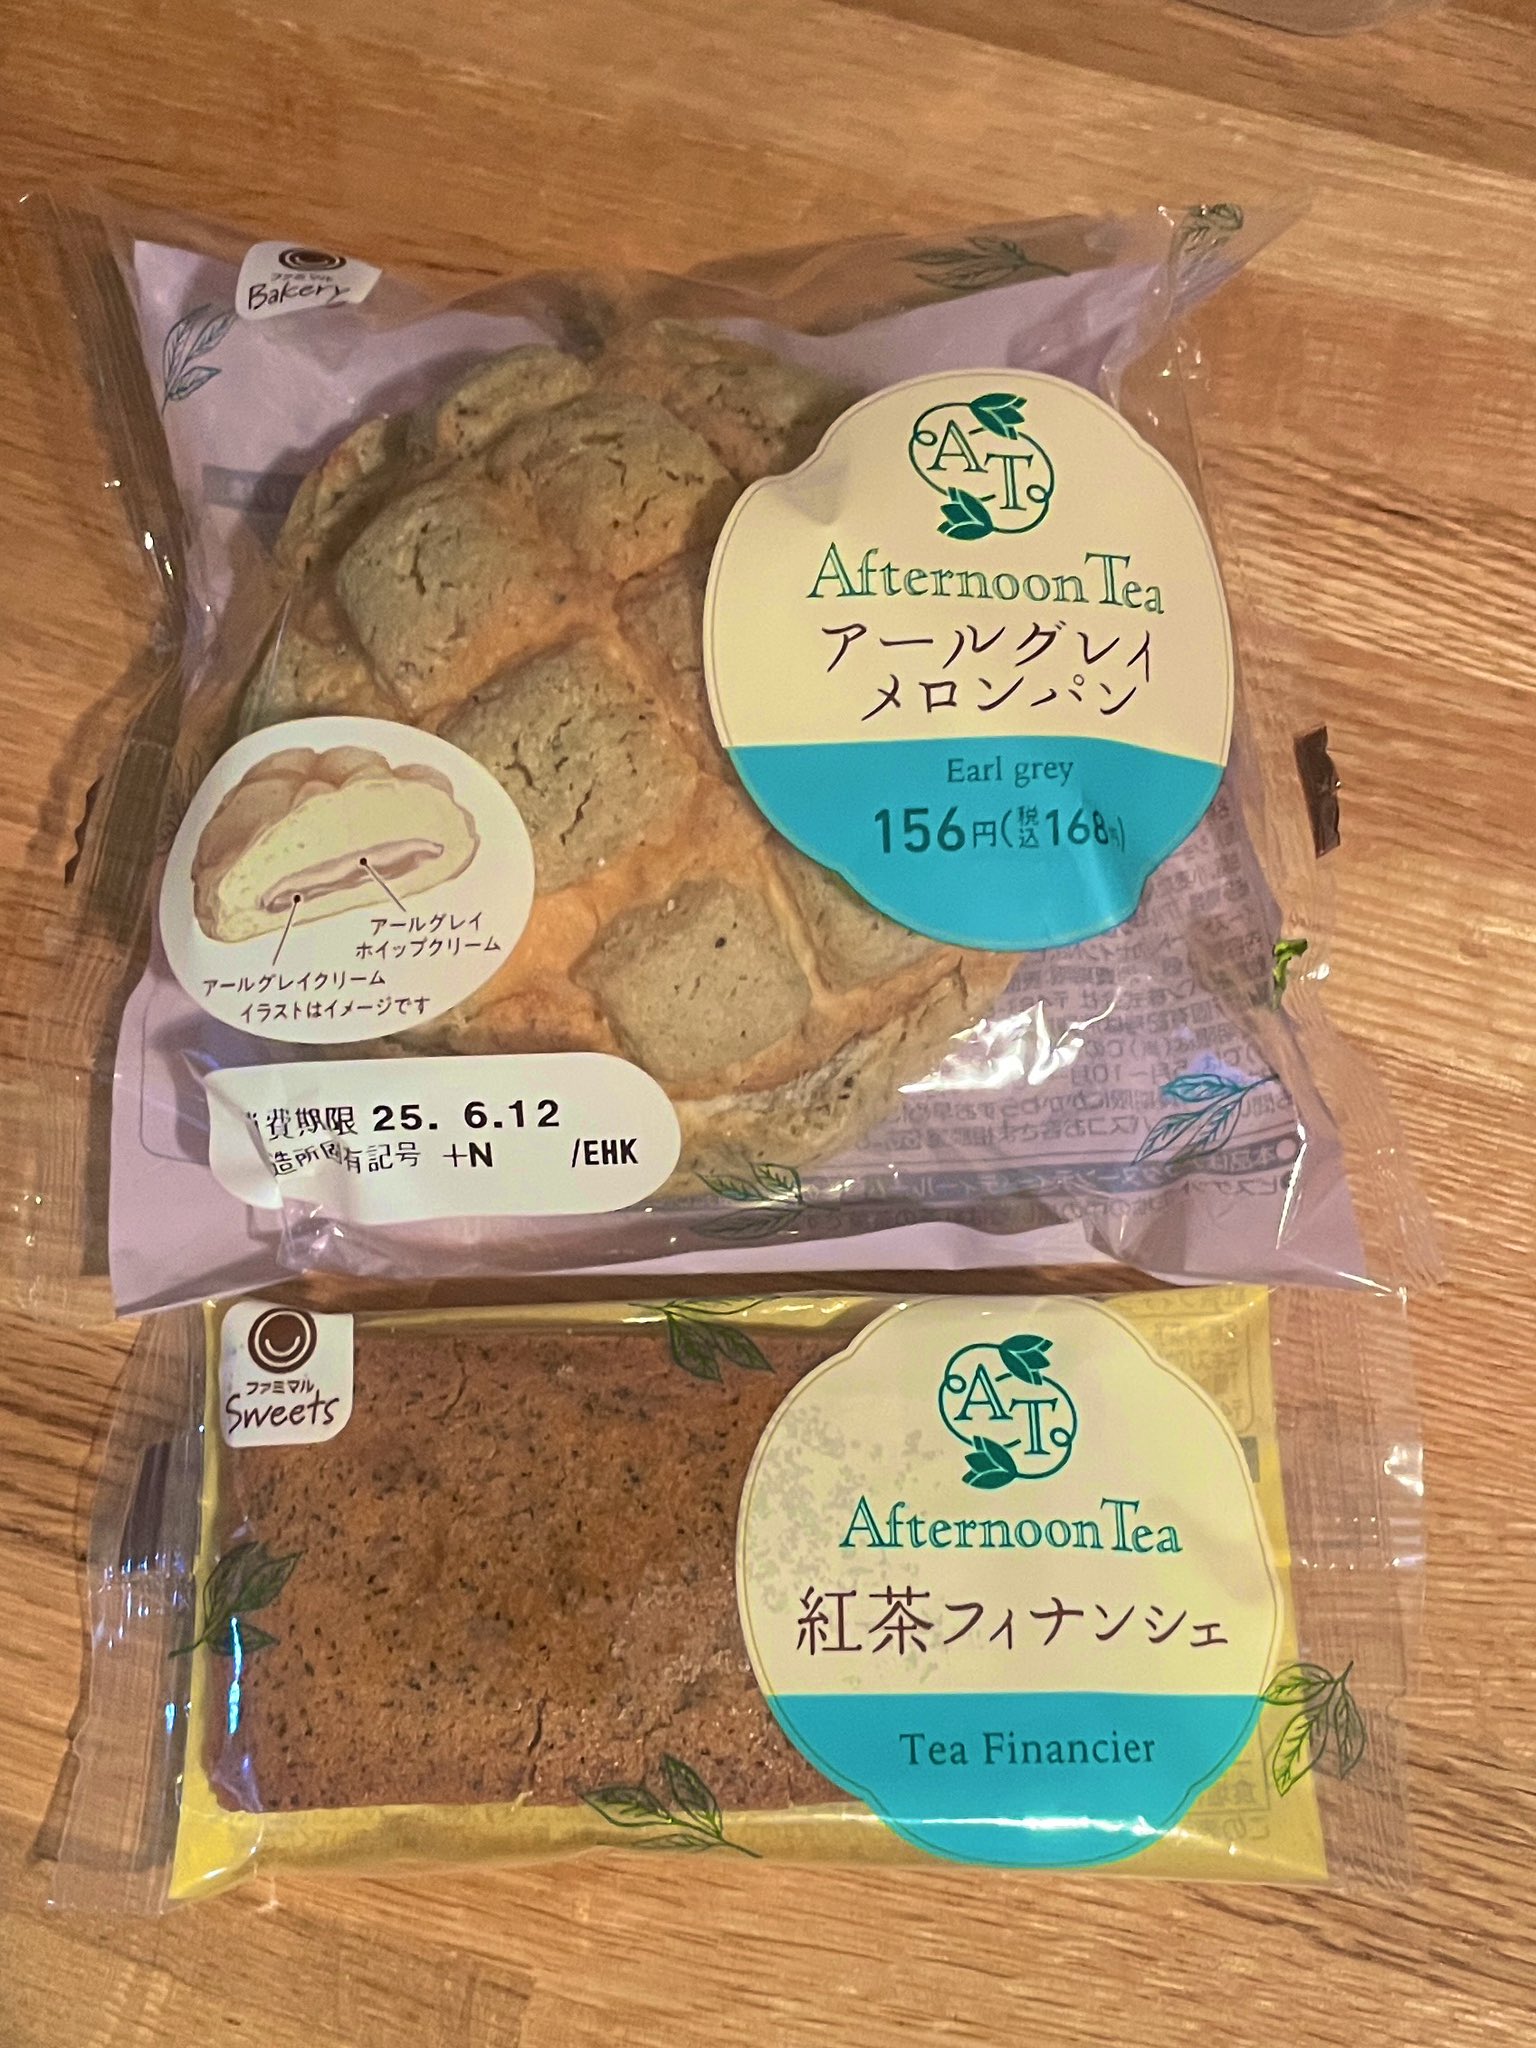 ファミマル
Bakery
AT
Afternoon Tea
アールグレイ
メロンパン
Earl grey
156円(税込168円)
アールグレイ
ホイップクリーム
アールグレイクリーム
イラストはイメージです
費期限 25. 6.12
造所固有記号 +N /EHK
ファミマル
Sweets
AT
Afternoon Tea
紅茶フィナンシェ
Tea Financier